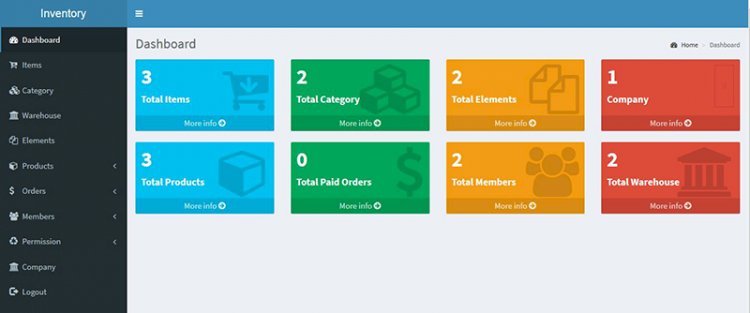 Inventory
Dashboard
Items
Category
Warehouse
Elements
Products
Orders
Members
Permission
Company
Logout
Dashboard
Home > Dashboard
3
Total Items
More info
2
Total Category
More info
2
Total Elements
More info
1
Company
More info
3
Total Products
More info
0
Total Paid Orders
More info
2
Total Members
More info
2
Total Warehouse
More info